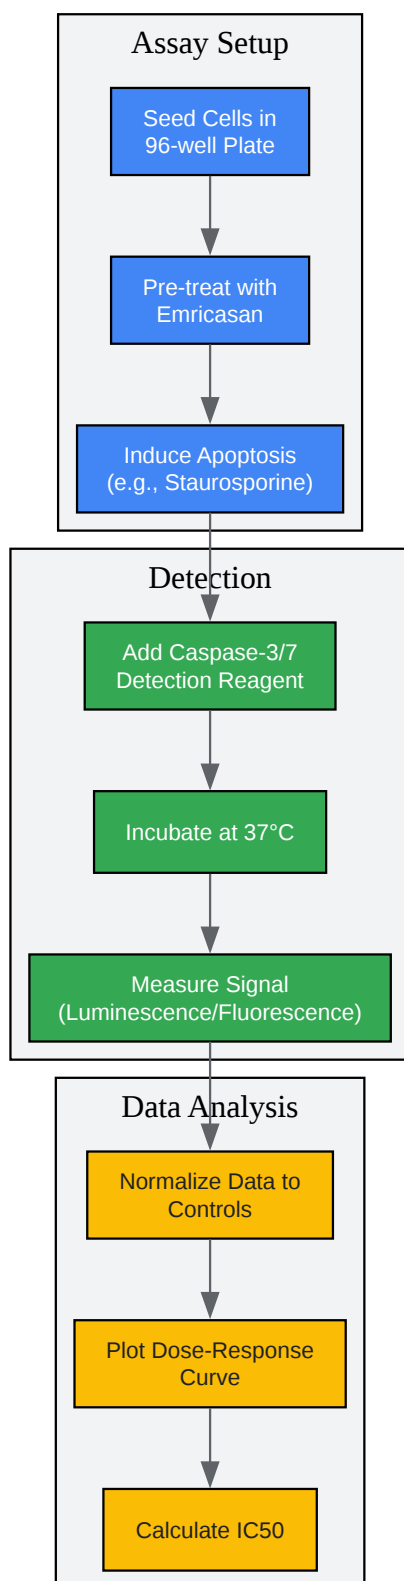 Assay Setup
Seed Cells in
96-well Plate
Pre-treat with
Emricasan
Induce Apoptosis
(e.g., Staurosporine)
Detection
Add Caspase-3/7
Detection Reagent
Incubate at 37°C
Measure Signal
(Luminescence/Fluorescence)
Data Analysis
Normalize Data to
Controls
Plot Dose-Response
Curve
Calculate IC50